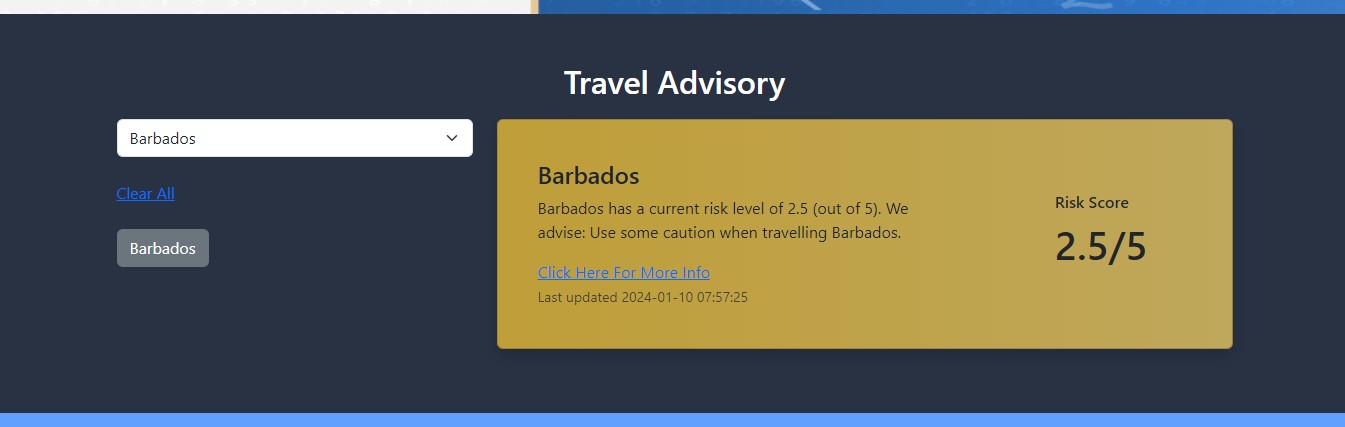 Travel Advisory
Barbados
Clear All
Barbados
Barbados
Barbados has a current risk level of 2.5 (out of 5). We
advise: Use some caution when travelling Barbados.
Click Here For More Info
Last updated 2024-01-10 07:57:25
Risk Score
2.5/5